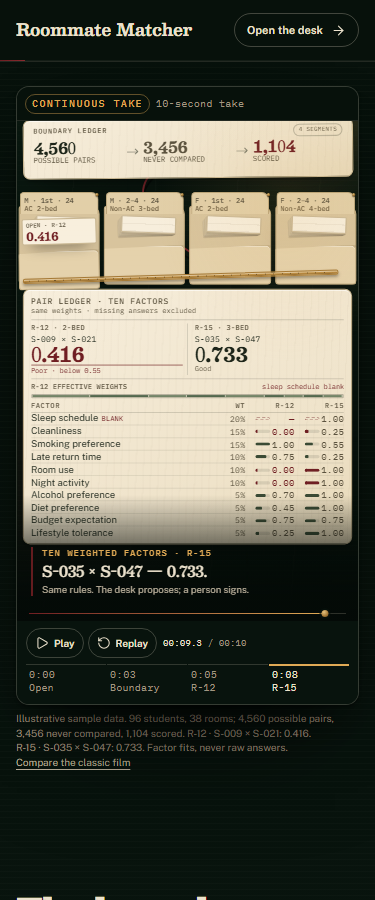 Roommate Matcher
Open the desk →
CONTINUOUS TAKE 10-second take
BOUNDARY LEDGER
4 SEGMENTS
4,560 → 3,456 → 1,104
POSSIBLE PAIRS NEVER COMPARED SCORED
M · 1st · 24 M · 2-4 · 24 F · 1st · 24 F · 2-4 · 24
AC 2-bed Non-AC 3-bed AC 2-bed Non-AC 4-bed
OPEN · R-12
0.416
PAIR LEDGER · TEN FACTORS
same weights · missing answers excluded
R-12 · 2-BED R-15 · 3-BED
S-009 × S-021 S-035 × S-047
0.416 0.733
Poor · below 0.55 Good
R-12 EFFECTIVE WEIGHTS sleep schedule blank
FACTOR WT R-12 R-15
Sleep schedule BLANK 20% — 1.00
Cleanliness 15% 0.00 0.25
Smoking preference 15% 1.00 0.55
Late return time 10% 0.75 0.25
Room use 10% 0.00 1.00
Night activity 10% 0.00 1.00
Alcohol preference 5% 0.70 1.00
Diet preference 5% 0.45 1.00
Budget expectation 5% 0.75 0.75
Lifestyle tolerance 5% 0.25 1.00
TEN WEIGHTED FACTORS · R-15
S-035 × S-047 — 0.733.
Same rules. The desk proposes; a person signs.
Play Replay 00:09.3 / 00:10
0:00 0:03 0:05 0:08
Open Boundary R-12 R-15
Illustrative sample data. 96 students, 38 rooms; 4,560 possible pairs,
3,456 never compared, 1,104 scored. R-12 · S-009 × S-021: 0.416.
R-15 · S-035 × S-047: 0.733. Factor fits, never raw answers.
Compare the classic film